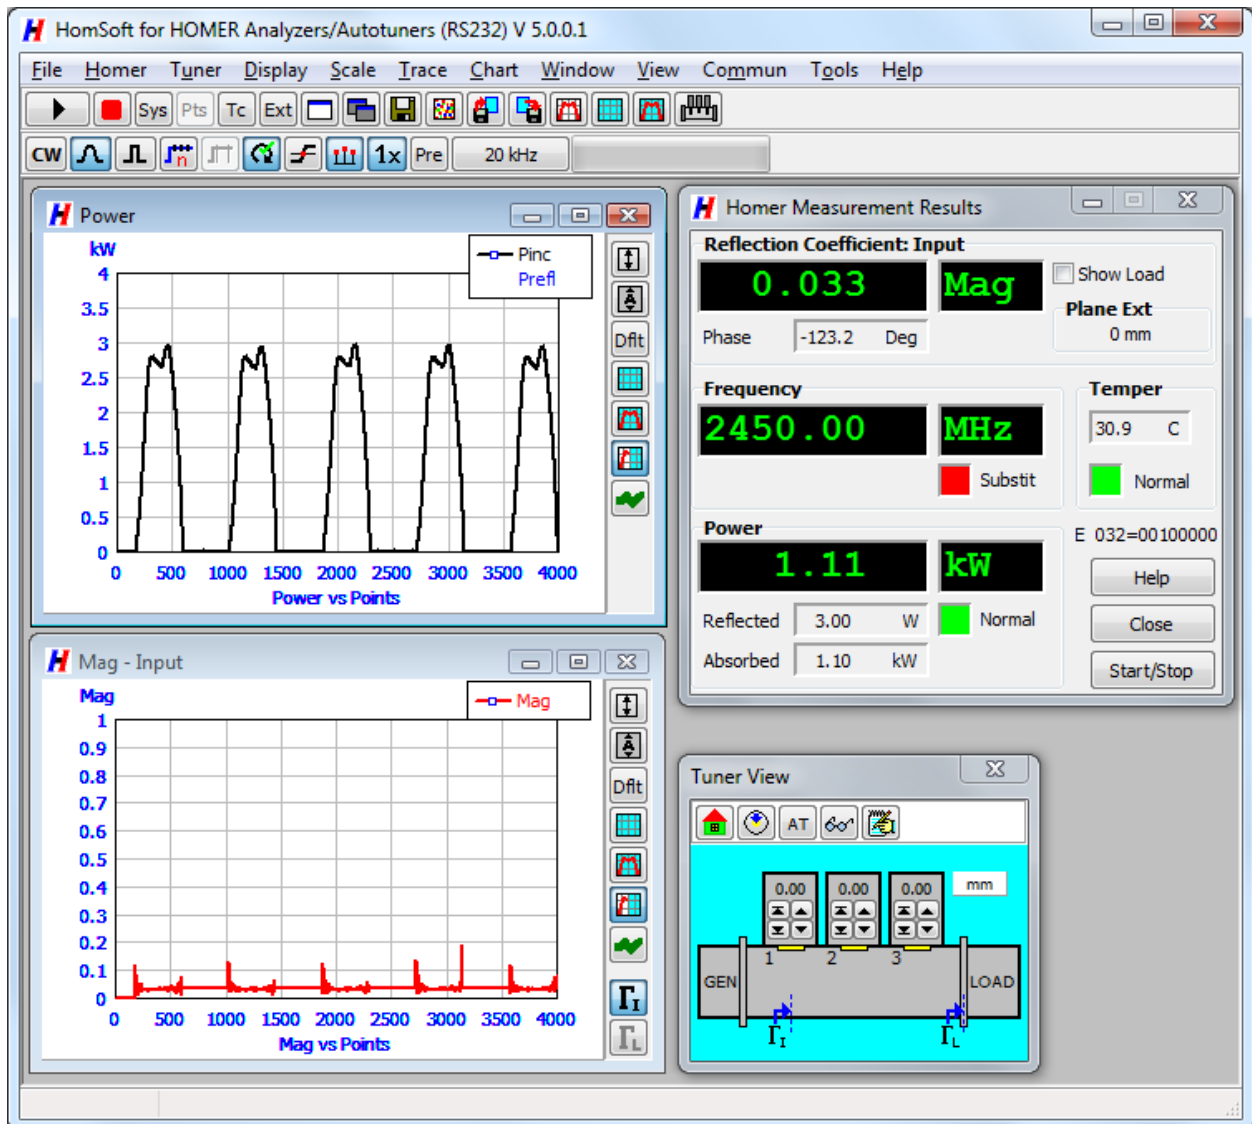 HomSoft for HOMER Analyzers/Autotuners (RS232) V 5.0.0.1
File Homer Tuner Display Scale Trace Chart Window View Commun Tools Help
Sys Pts Tc Ext
CW n 1x Pre 20 kHz
Power
kW
Pinc
Prefl
4
3.5
3
2.5
2
1.5
1
0.5
0
0 500 1000 1500 2000 2500 3000 3500 4000
Power vs Points
A
Dflt
Mag - Input
Mag
Mag
1
0.9
0.8
0.7
0.6
0.5
0.4
0.3
0.2
0.1
0
0 500 1000 1500 2000 2500 3000 3500 4000
Mag vs Points
A
Dflt
ΓI
ΓL
Homer Measurement Results
Reflection Coefficient: Input
0.033 Mag
Show Load
Plane Ext
0 mm
Phase -123.2 Deg
Frequency
2450.00 MHz
Substit
Temper
30.9 C
Normal
Power
1.11 kW
Reflected 3.00 W Normal
Absorbed 1.10 kW
E 032=00100000
Help
Close
Start/Stop
Tuner View
AT
0.00 0.00 0.00 mm
1 2 3
GEN LOAD
ΓI ΓL